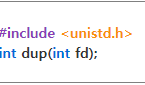 #include <unistd.h>
int dup(int fd);